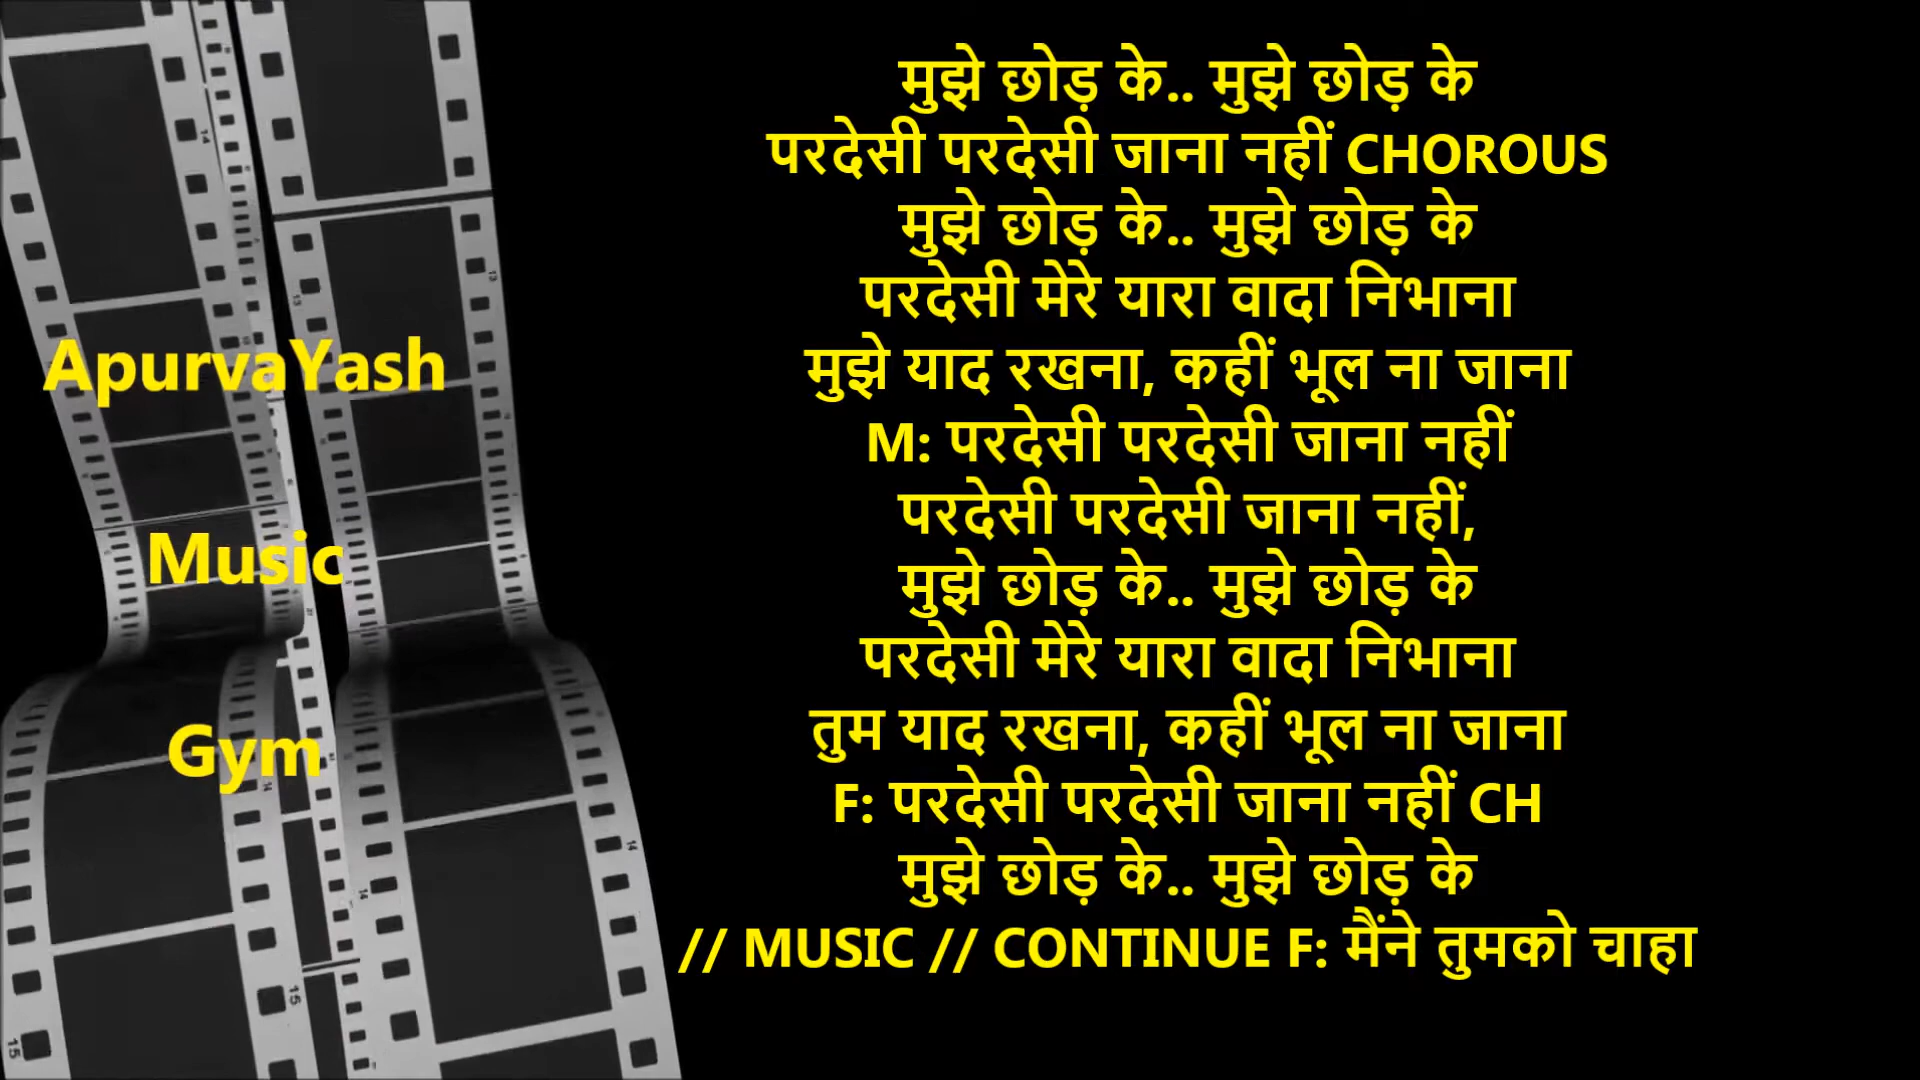 ApurvaYash
Music
Gym
मुझे छोड़ के.. मुझे छोड़ के
परदेसी परदेसी जाना नहीं CHOROUS
मुझे छोड़ के.. मुझे छोड़ के
परदेसी मेरे यारा वादा निभाना
मुझे याद रखना, कहीं भूल ना जाना
M: परदेसी परदेसी जाना नहीं
परदेसी परदेसी जाना नहीं,
मुझे छोड़ के.. मुझे छोड़ के
परदेसी मेरे यारा वादा निभाना
तुम याद रखना, कहीं भूल ना जाना
F: परदेसी परदेसी जाना नहीं CH
मुझे छोड़ के.. मुझे छोड़ के
// MUSIC // CONTINUE F: मैंने तुमको चाहा